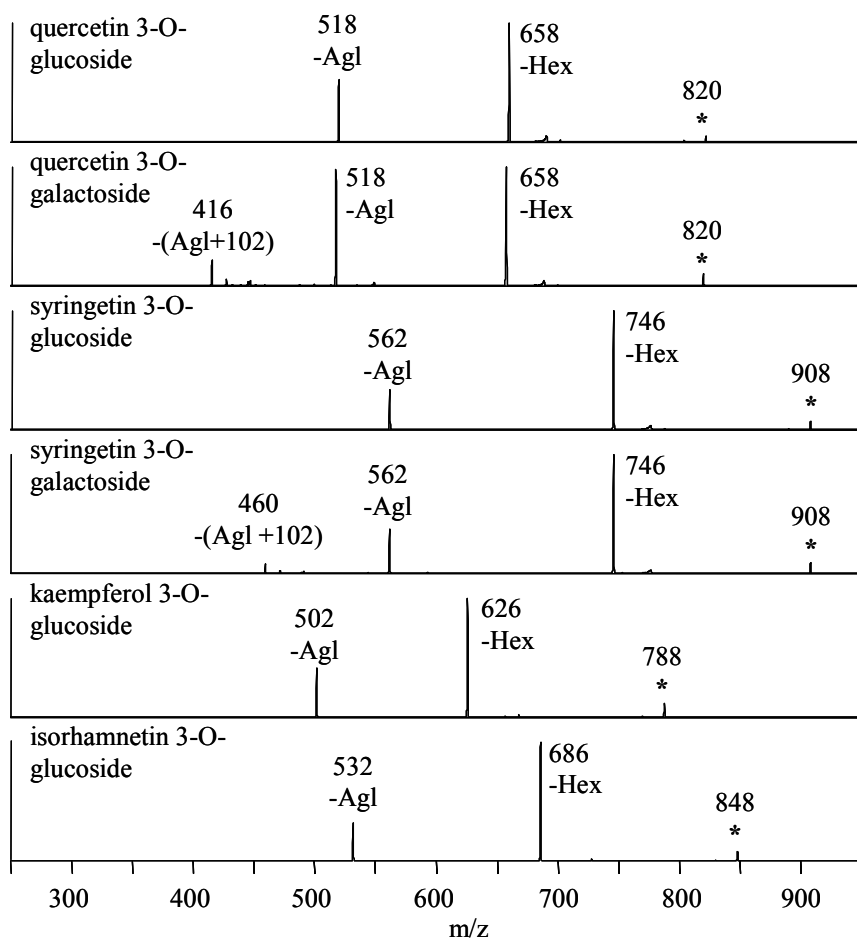 quercetin 3-O-
glucoside
518
-Agl
658
-Hex
820
*
quercetin 3-O-
galactoside
416
-(Agl+102)
518
-Agl
658
-Hex
820
*
syringetin 3-O-
glucoside
562
-Agl
746
-Hex
908
*
syringetin 3-O-
galactoside
460
-(Agl +102)
562
-Agl
746
-Hex
908
*
kaempferol 3-O-
glucoside
502
-Agl
626
-Hex
788
*
isorhamnetin 3-O-
glucoside
532
-Agl
686
-Hex
848
*
300 400 500 600 700 800 900
m/z